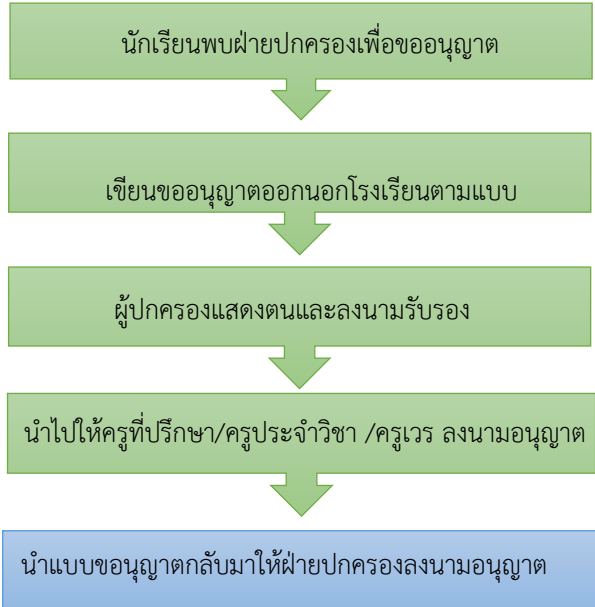 นักเรียนพบฝ่ายปกครองเพื่อขออนุญาต
เขียนขออนุญาตออกนอกโรงเรียนตามแบบ
ผู้ปกครองแสดงตนและลงนามรับรอง
นำไปให้ครูที่ปรึกษา/ครูประจำวิชา /ครูเวร ลงนามอนุญาต
นำแบบขอนุญาตกลับมาให้ฝ่ายปกครองลงนามอนุญาต